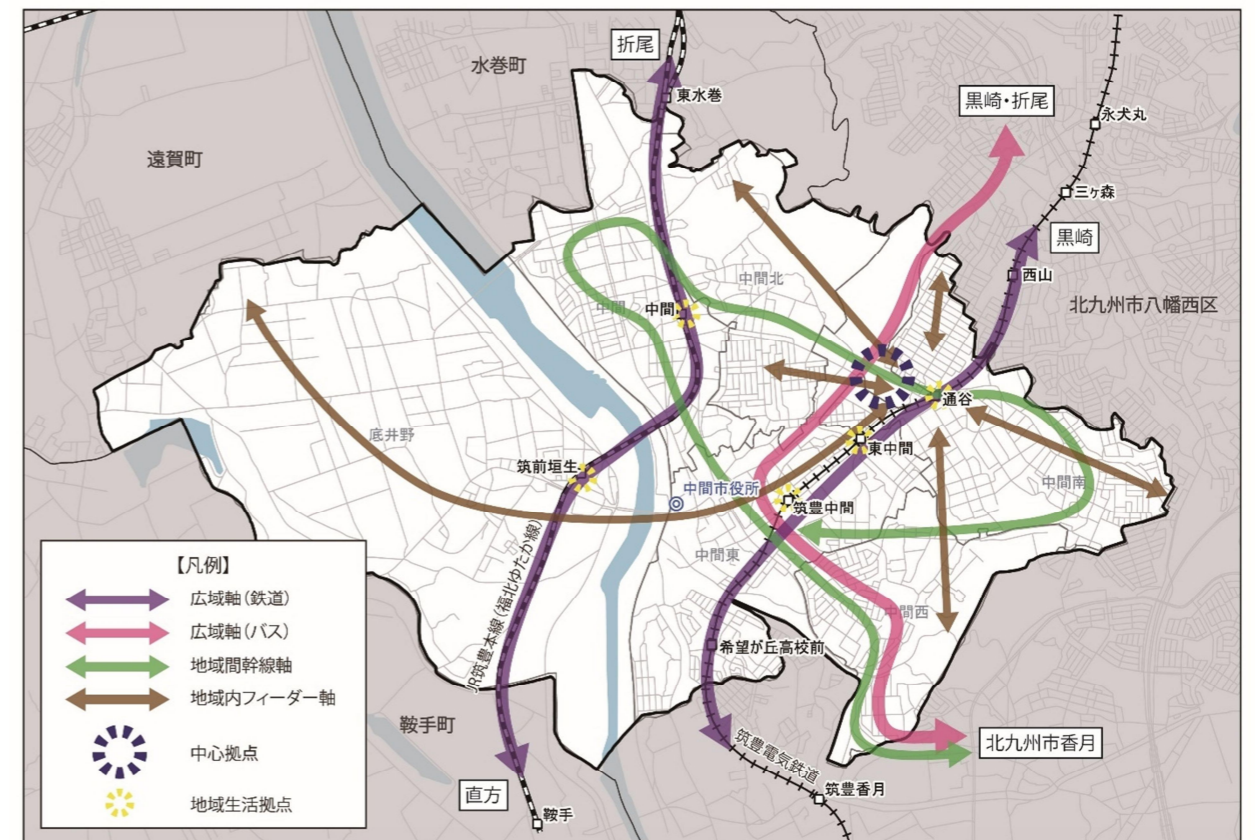 折尾
水巻町
東水巻
黒崎・折尾
永犬丸
遠賀町
三ヶ森
黒崎
西山
中間北
北九州市八幡西区
中間
中間
通谷
底井野
東中間
筑前垣生
中間市役所
中間南
筑豊中間
中間東
JR筑豊本線(福北ゆたか線)
中間西
希望が丘高校前
【凡例】
広域軸(鉄道)
広域軸(バス)
地域間幹線軸
地域内フィーダー軸
中心拠点
地域生活拠点
鞍手町
筑豊電気鉄道
北九州市香月
直方
筑豊香月
鞍手